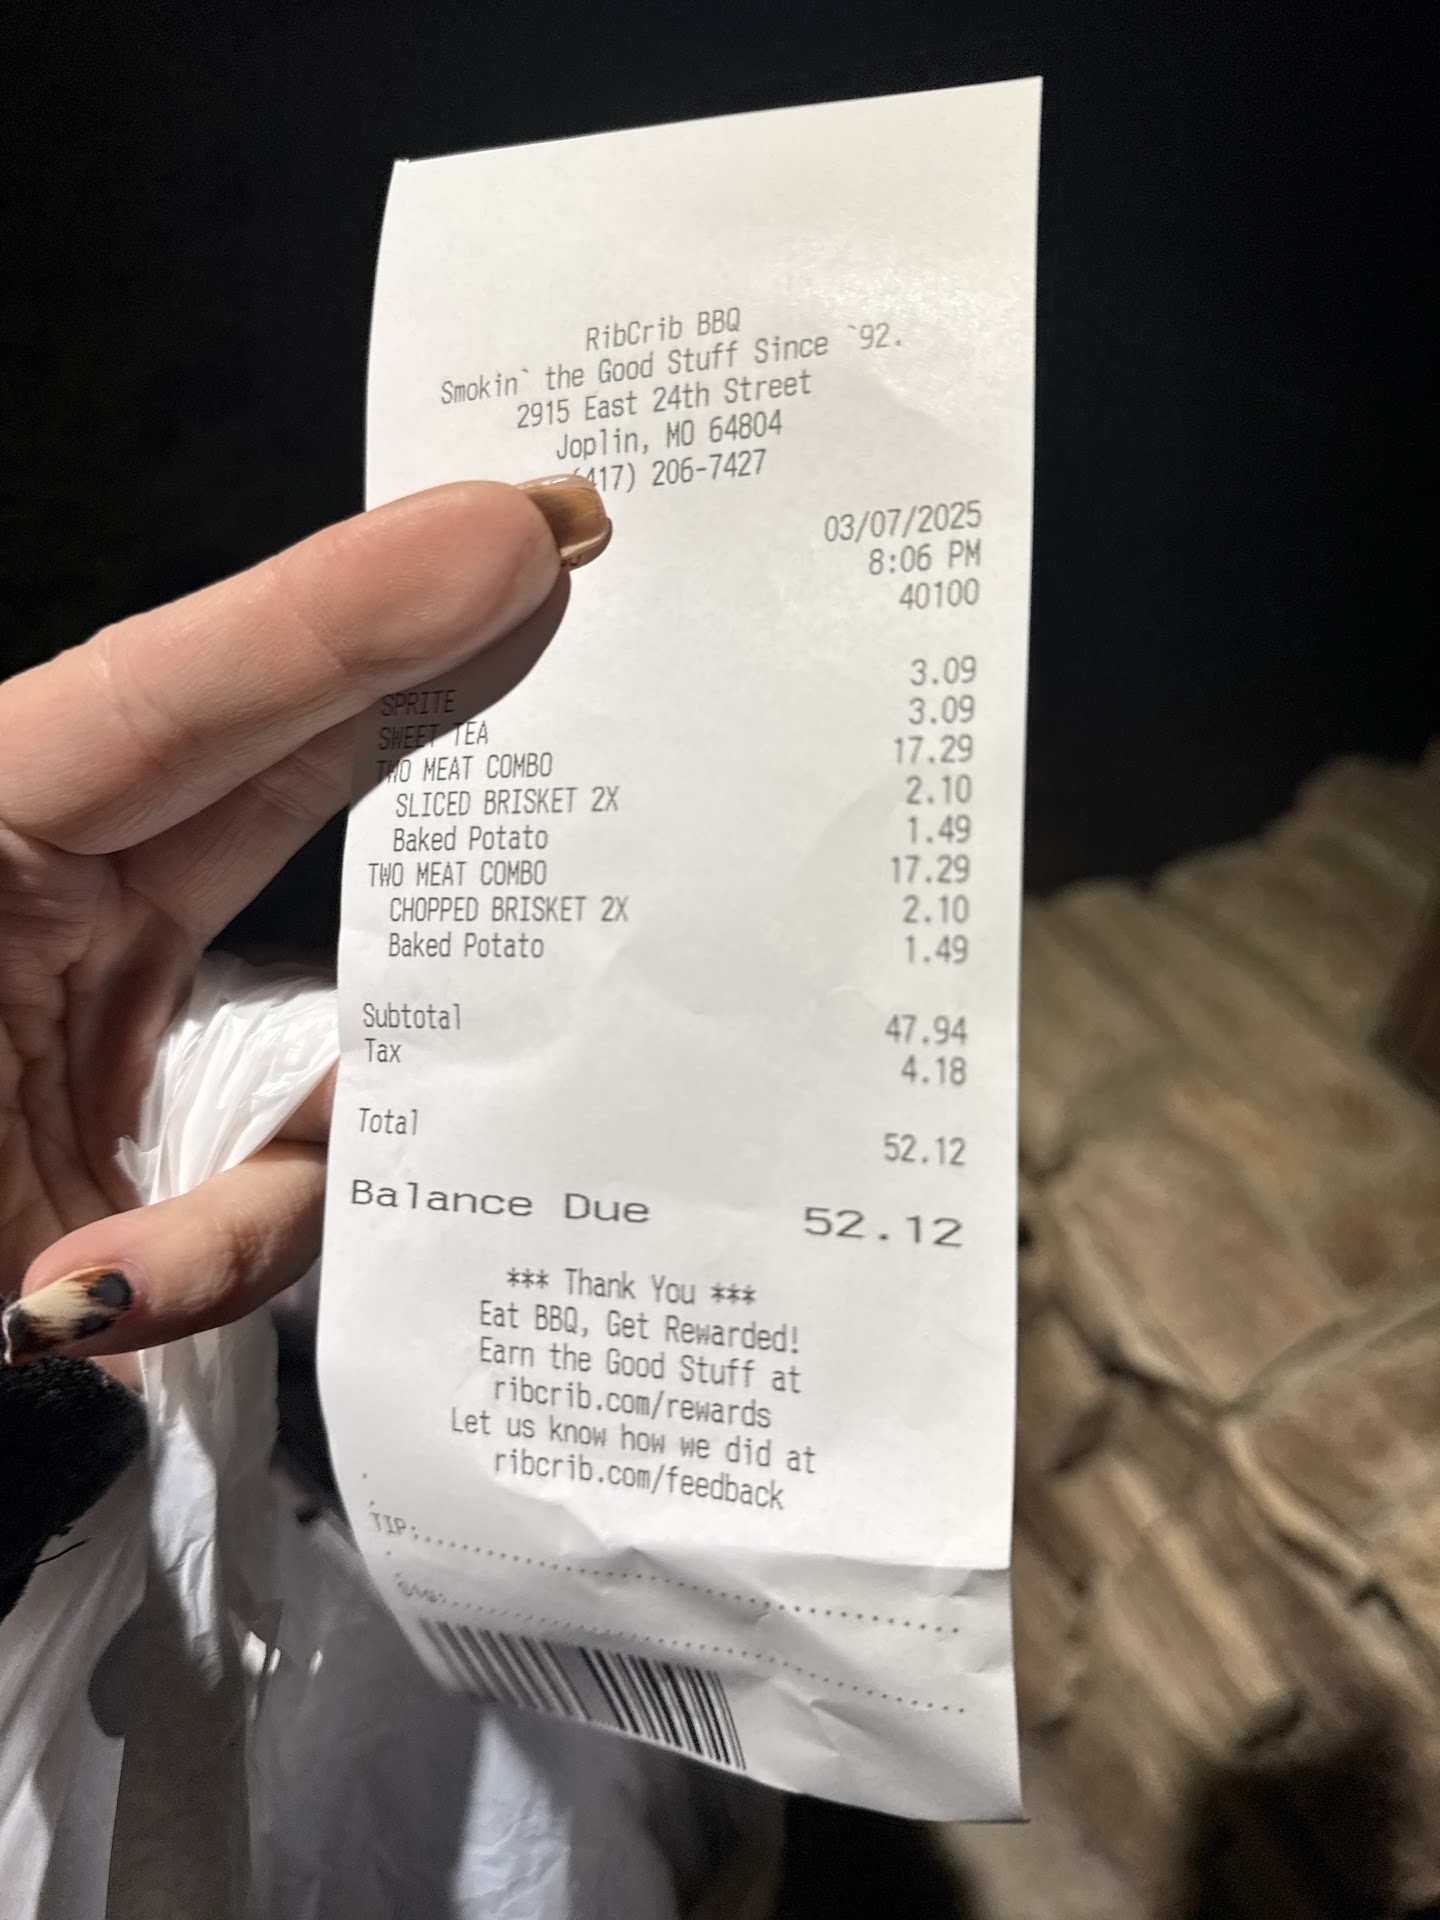 RibCrib BBQ
Smokin` the Good Stuff Since `92.
2915 East 24th Street
Joplin, MO 64804
(417) 206-7427
03/07/2025
8:06 PM
40100
SPRITE 3.09
SWEET TEA 3.09
TWO MEAT COMBO 17.29
SLICED BRISKET 2X 2.10
Baked Potato 1.49
TWO MEAT COMBO 17.29
CHOPPED BRISKET 2X 2.10
Baked Potato 1.49
Subtotal 47.94
Tax 4.18
Total 52.12
Balance Due 52.12
*** Thank You ***
Eat BBQ, Get Rewarded!
Earn the Good Stuff at
ribcrib.com/rewards
Let us know how we did at
ribcrib.com/feedback
TIP: